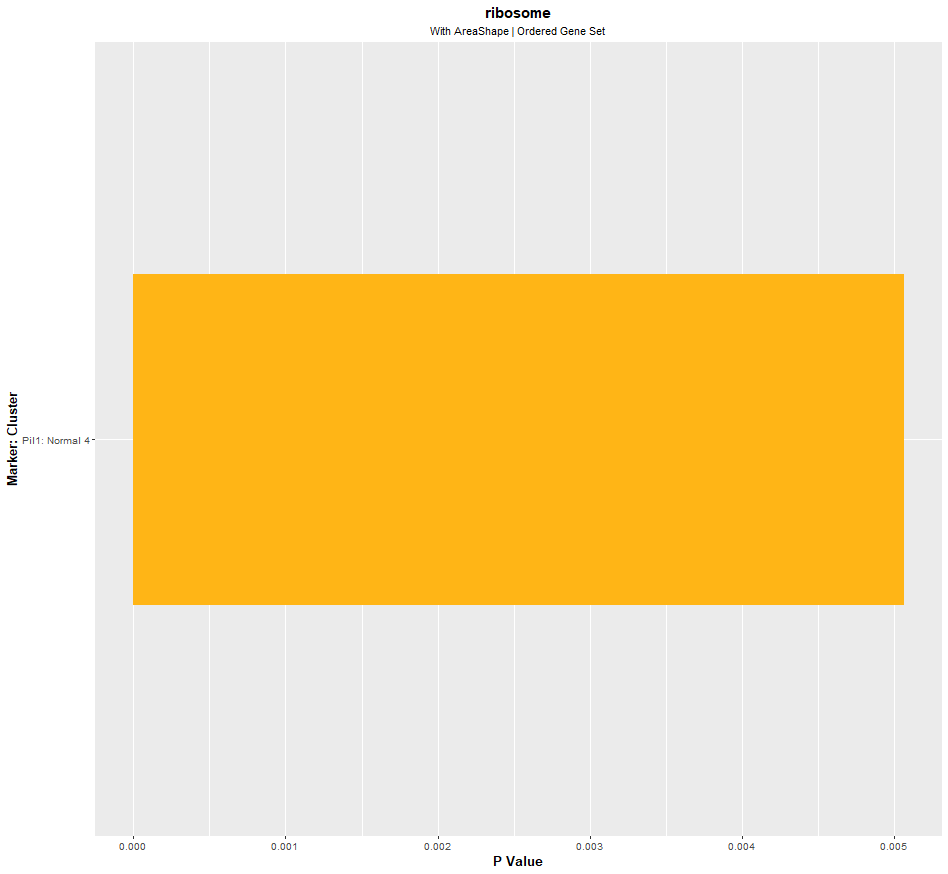 ribosome
With AreaShape | Ordered Gene Set
Marker: Cluster
Pil1: Normal 4
0.000 0.001 0.002 0.003 0.004 0.005
P Value